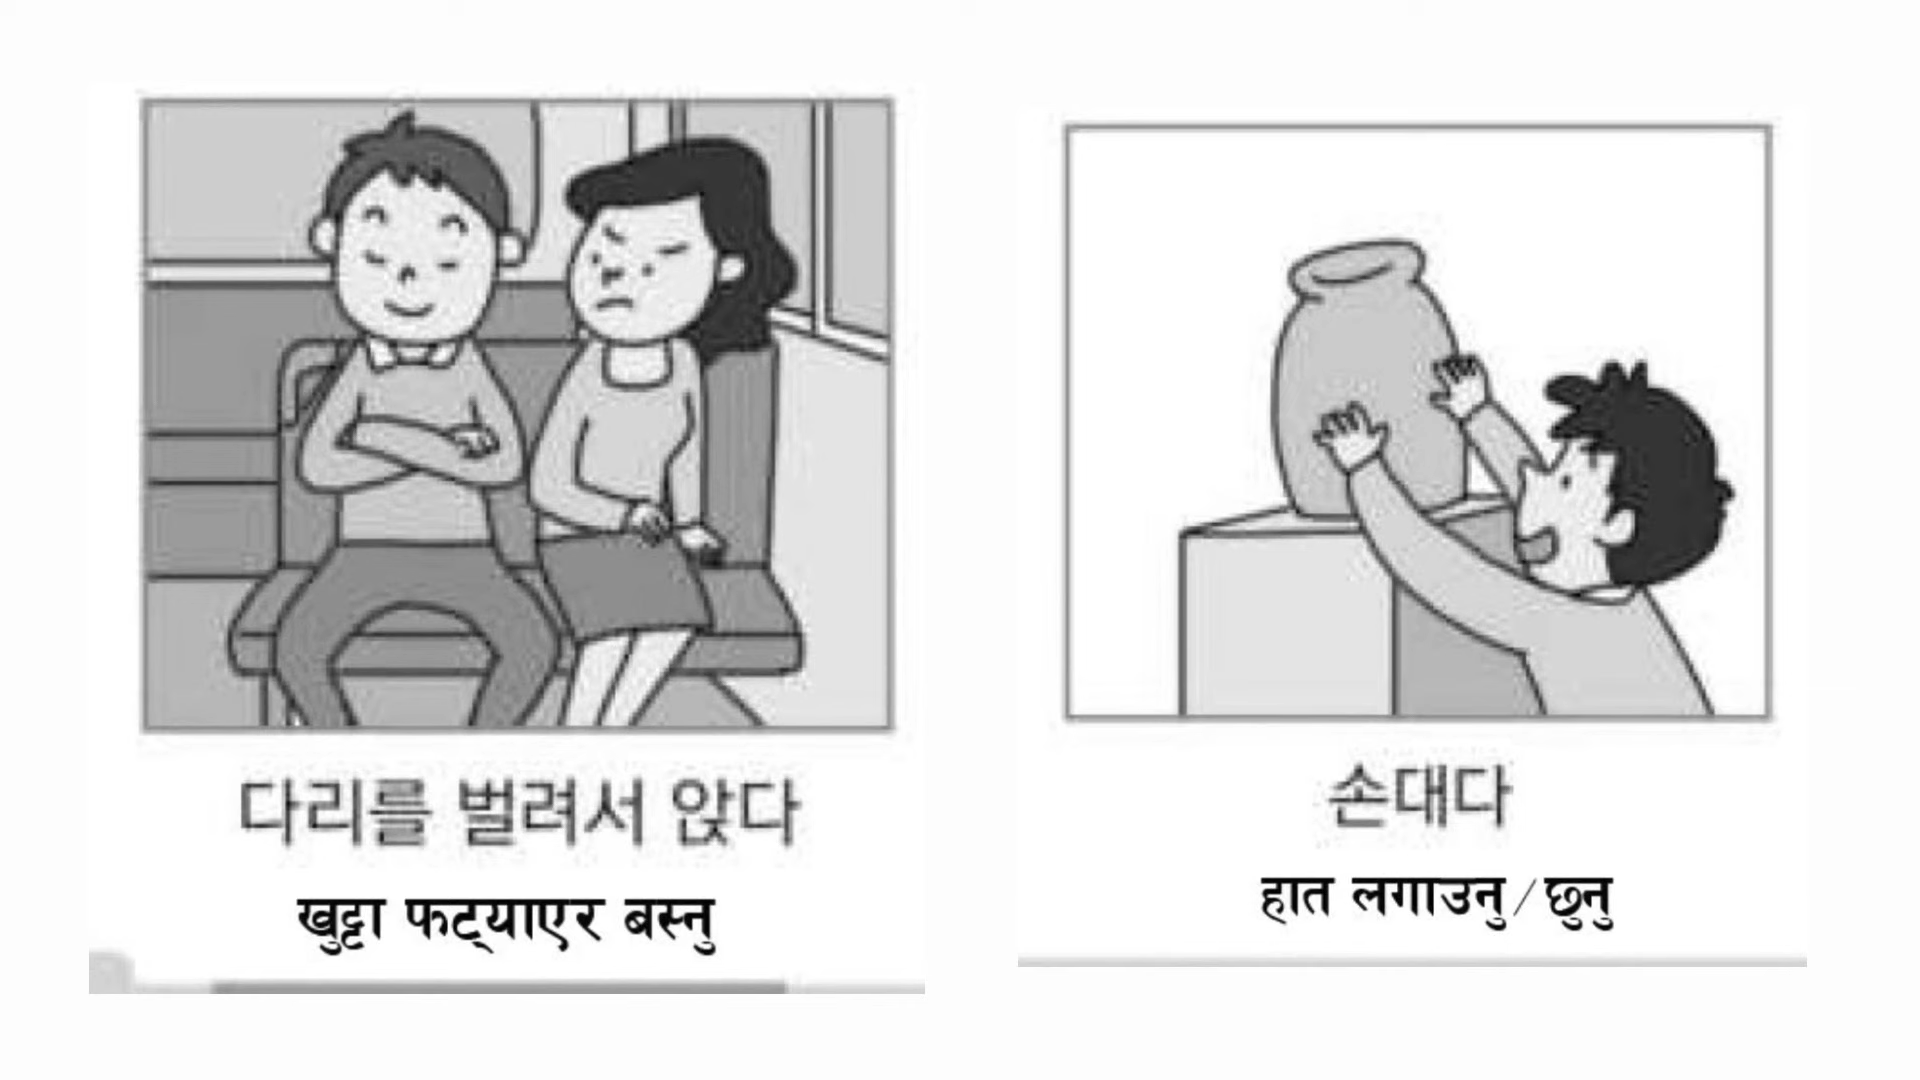 다리를 벌려서 앉다
खुट्टा फट्याएर बस्नु
손대다
हात लगाउनु/छुनु